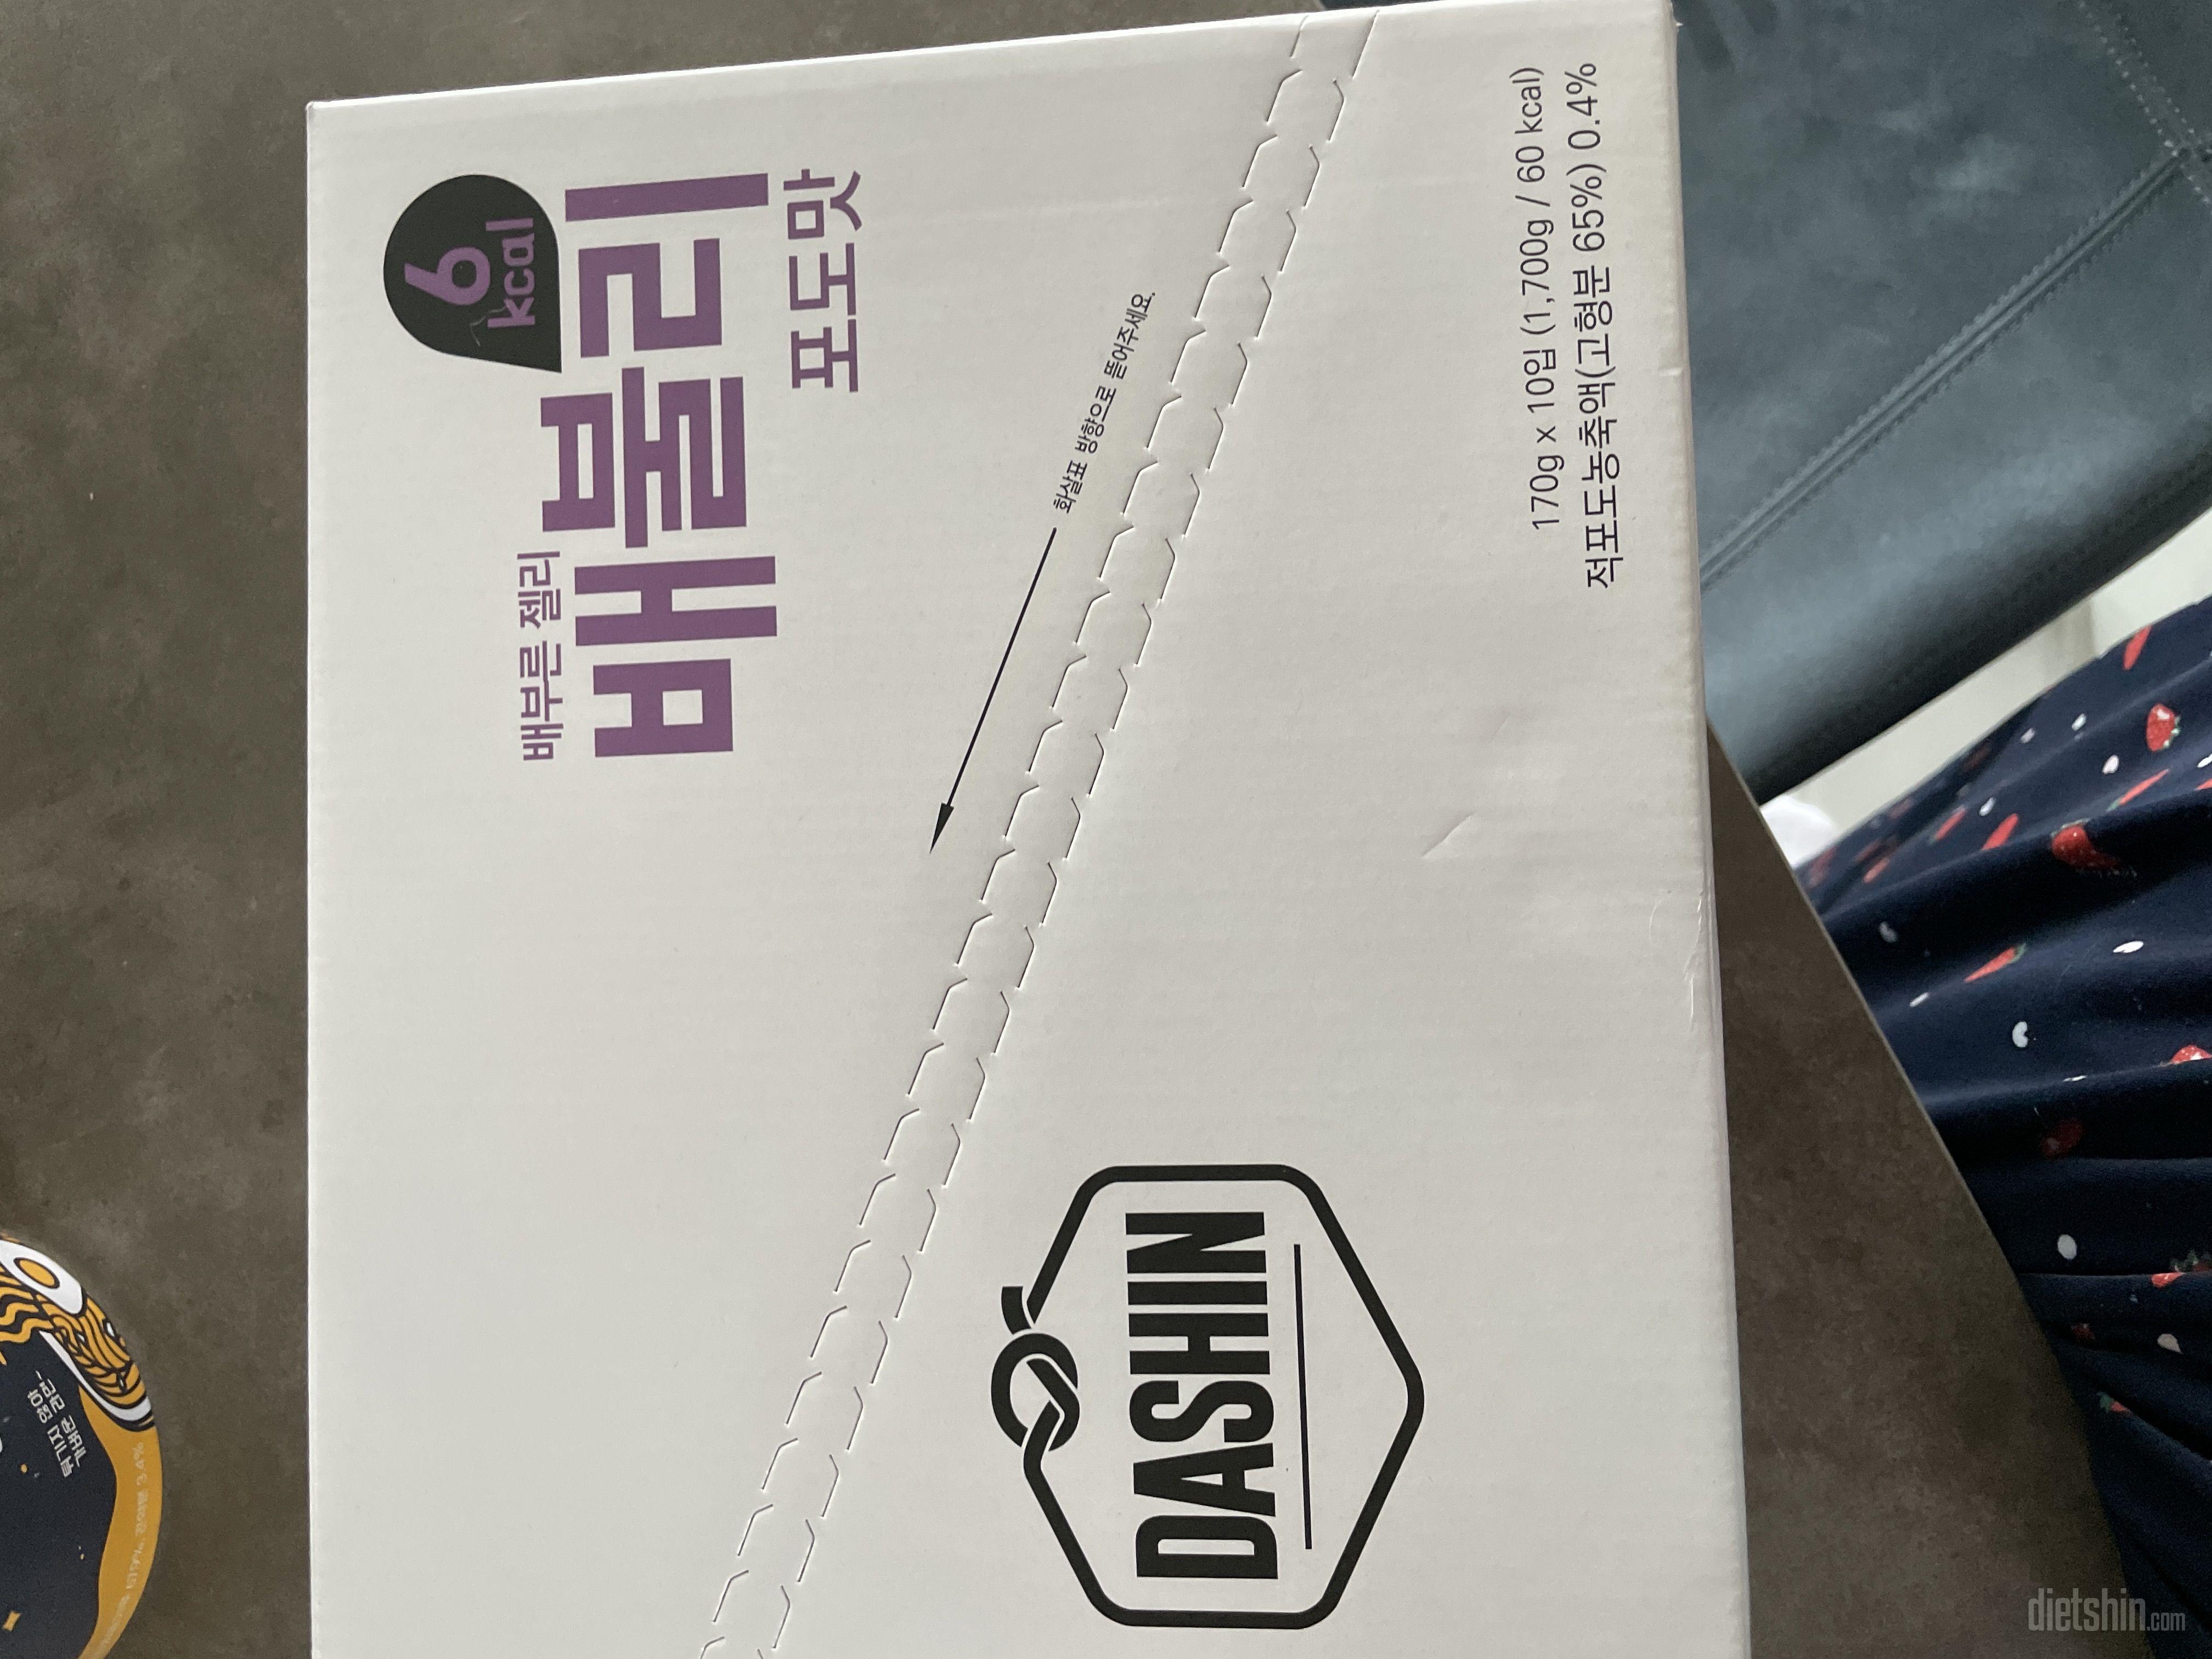 6
kcal
배부른 젤리
배불리
포도맛
화살표 방향으로 뜯어주세요.
170g x 10입 (1,700g / 60 kcal)
적포도농축액(고형분 65%) 0.4%
DASHIN
dietshin.com